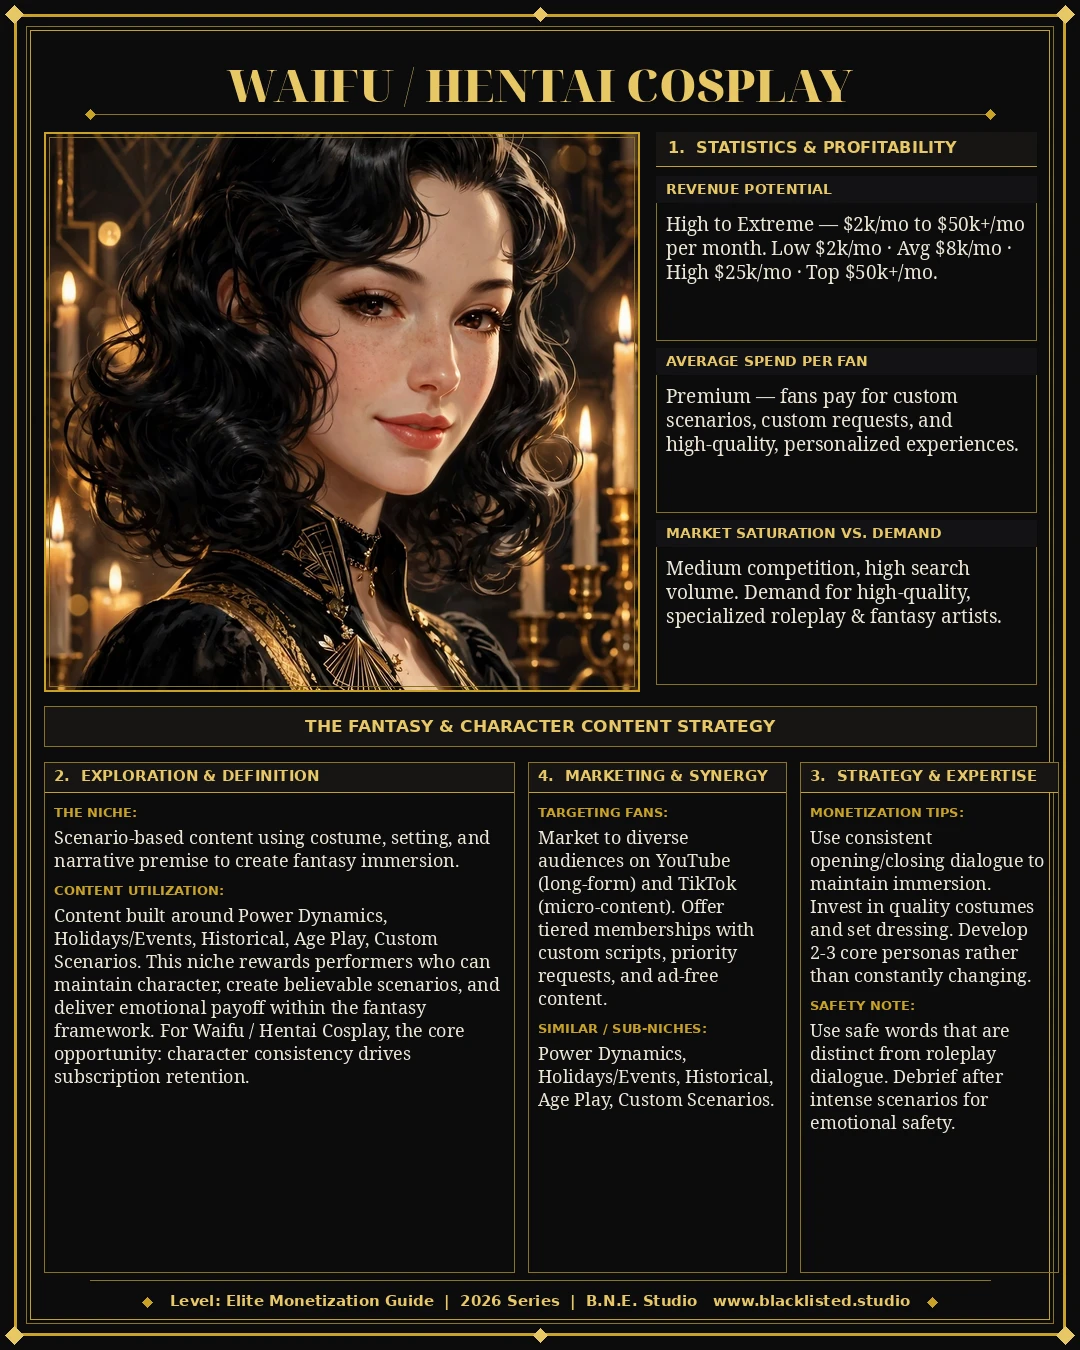 WAIFU / HENTAI COSPLAY
1. STATISTICS & PROFITABILITY
REVENUE POTENTIAL
High to Extreme — $2k/mo to $50k+/mo
per month. Low $2k/mo · Avg $8k/mo ·
High $25k/mo · Top $50k+/mo.
AVERAGE SPEND PER FAN
Premium — fans pay for custom
scenarios, custom requests, and
high-quality, personalized experiences.
MARKET SATURATION VS. DEMAND
Medium competition, high search
volume. Demand for high-quality,
specialized roleplay & fantasy artists.
THE FANTASY & CHARACTER CONTENT STRATEGY
2. EXPLORATION & DEFINITION
THE NICHE:
Scenario-based content using costume, setting, and
narrative premise to create fantasy immersion.
CONTENT UTILIZATION:
Content built around Power Dynamics,
Holidays/Events, Historical, Age Play, Custom
Scenarios. This niche rewards performers who can
maintain character, create believable scenarios, and
deliver emotional payoff within the fantasy
framework. For Waifu / Hentai Cosplay, the core
opportunity: character consistency drives
subscription retention.
4. MARKETING & SYNERGY
TARGETING FANS:
Market to diverse
audiences on YouTube
(long-form) and TikTok
(micro-content). Offer
tiered memberships with
custom scripts, priority
requests, and ad-free
content.
SIMILAR / SUB-NICHES:
Power Dynamics,
Holidays/Events, Historical,
Age Play, Custom Scenarios.
3. STRATEGY & EXPERTISE
MONETIZATION TIPS:
Use consistent
opening/closing dialogue to
maintain immersion.
Invest in quality costumes
and set dressing. Develop
2-3 core personas rather
than constantly changing.
SAFETY NOTE:
Use safe words that are
distinct from roleplay
dialogue. Debrief after
intense scenarios for
emotional safety.
Level: Elite Monetization Guide | 2026 Series | B.N.E. Studio www.blacklisted.studio